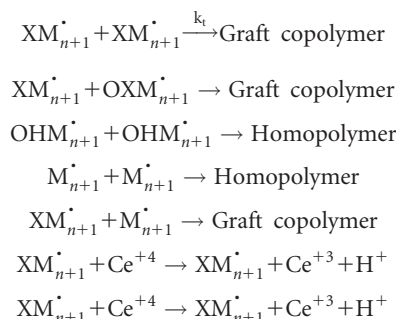 XM•n+1 + XM•n+1 —kt→ Graft copolymer
XM•n+1 + OXM•n+1 → Graft copolymer
OHM•n+1 + OHM•n+1 → Homopolymer
M•n+1 + M•n+1 → Homopolymer
XM•n+1 + M•n+1 → Graft copolymer
XM•n+1 + Ce+4 → XM•n+1 + Ce+3 + H+
XM•n+1 + Ce+4 → XM•n+1 + Ce+3 + H+